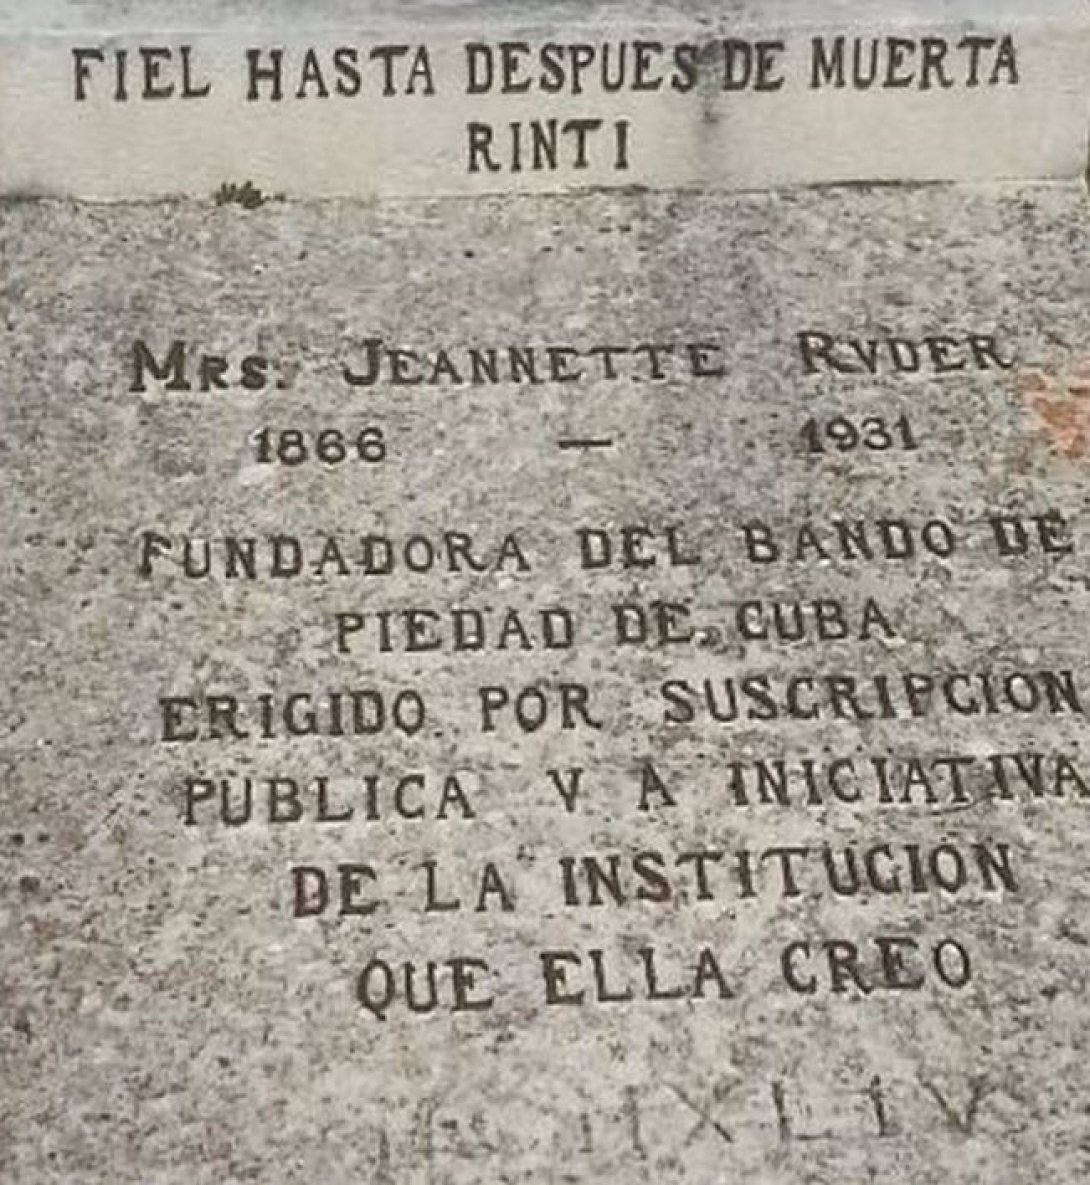 FIEL HASTA DESPUES DE MUERTA
RINTI
MRS. JEANNETTE RYDER
1866 — 1931
FUNDADORA DEL BANDO DE
PIEDAD DE CUBA
ERIGIDO POR SUSCRIPCION
PUBLICA Y A INICIATIVA
DE LA INSTITUCION
QUE ELLA CREO